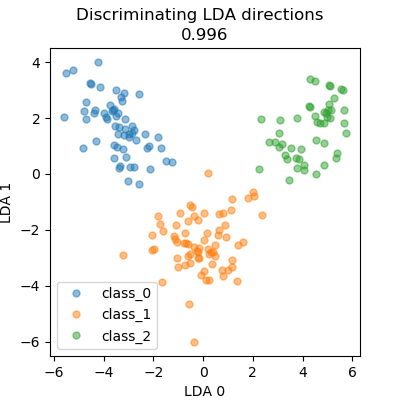 Discriminating LDA directions
0.996
4
2
0
−2
−4
−6
LDA 1
class_0
class_1
class_2
−6 −4 −2 0 2 4 6
LDA 0